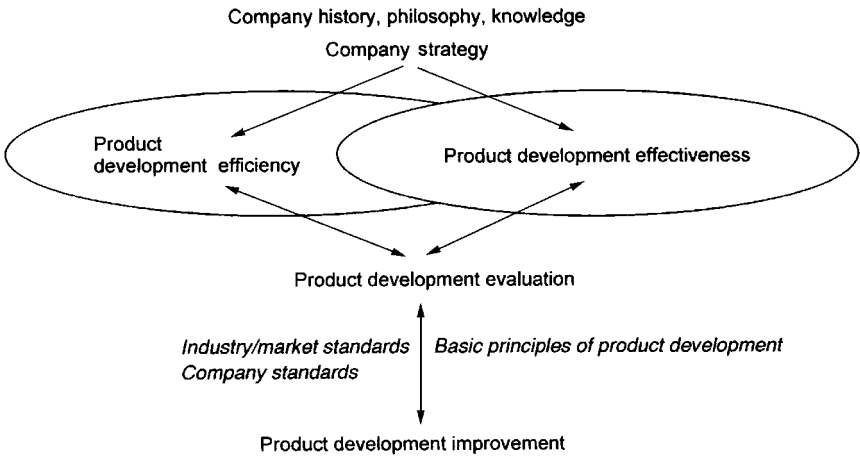 Company history, philosophy, knowledge
Company strategy
Product
development efficiency
Product development effectiveness
Product development evaluation
Industry/market standards
Company standards
Basic principles of product development
Product development improvement